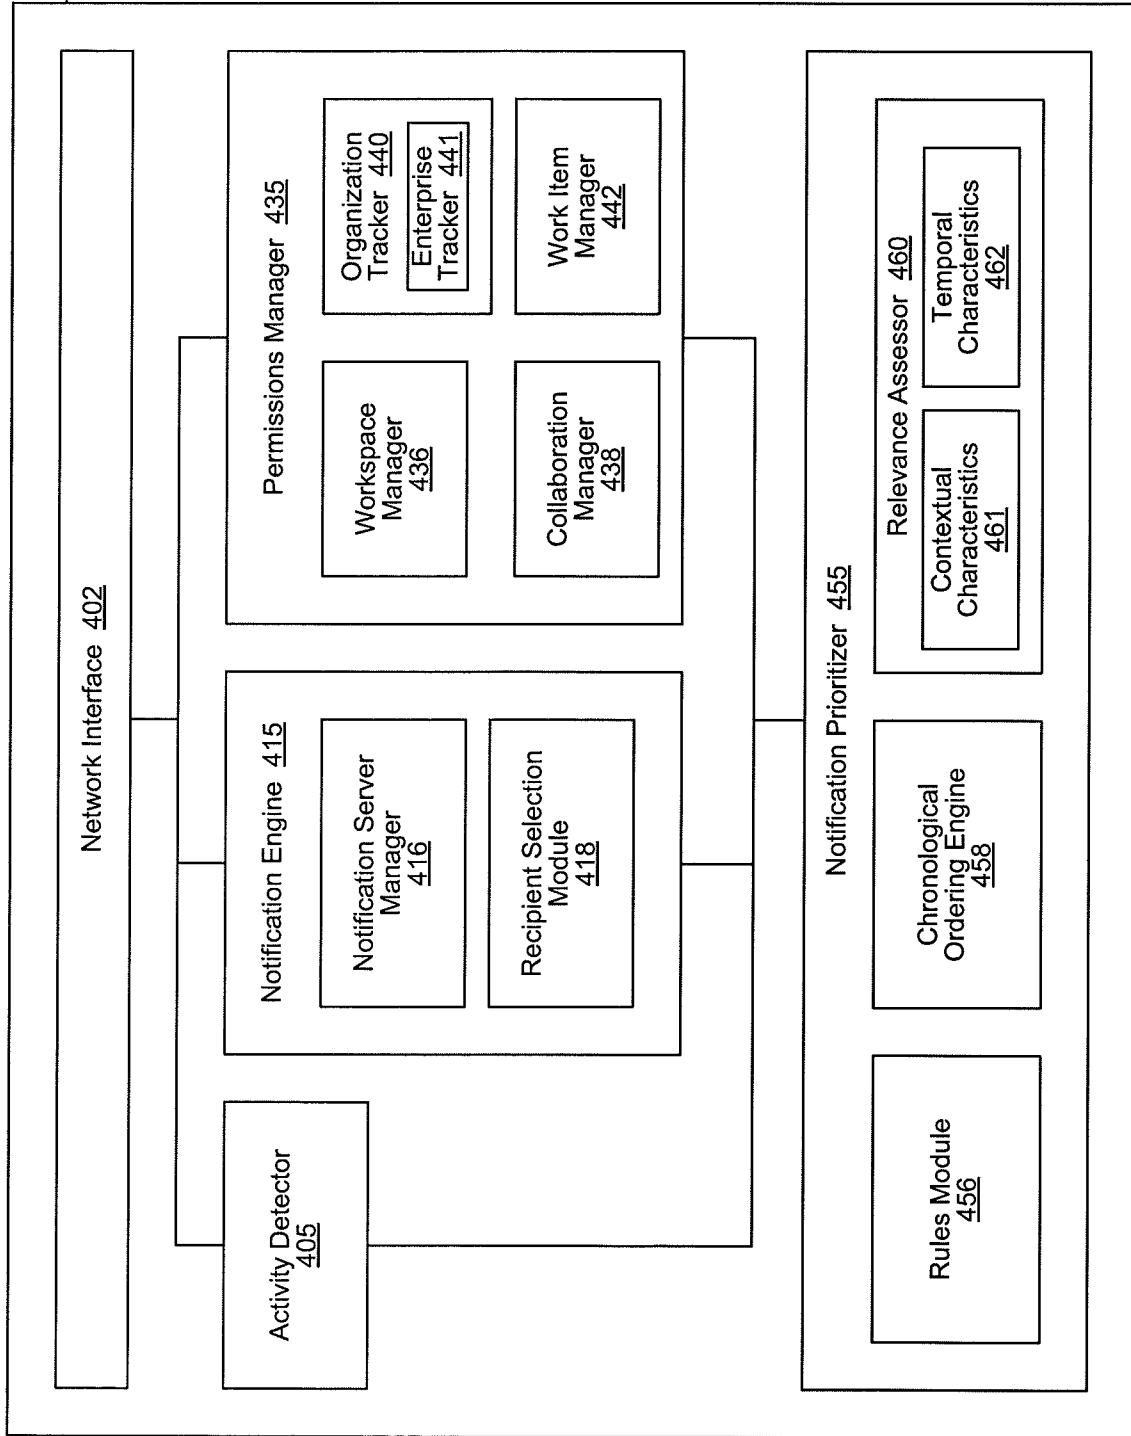 Network Interface 402
Activity Detector
405
Notification Engine 415
Notification Server
Manager
416
Recipient Selection
Module
418
Permissions Manager 435
Workspace
Manager
436
Organization
Tracker 440
Enterprise
Tracker 441
Collaboration
Manager
438
Work Item
Manager
442
Notification Prioritizer 455
Rules Module
456
Chronological
Ordering Engine
458
Relevance Assessor 460
Contextual
Characteristics
461
Temporal
Characteristics
462